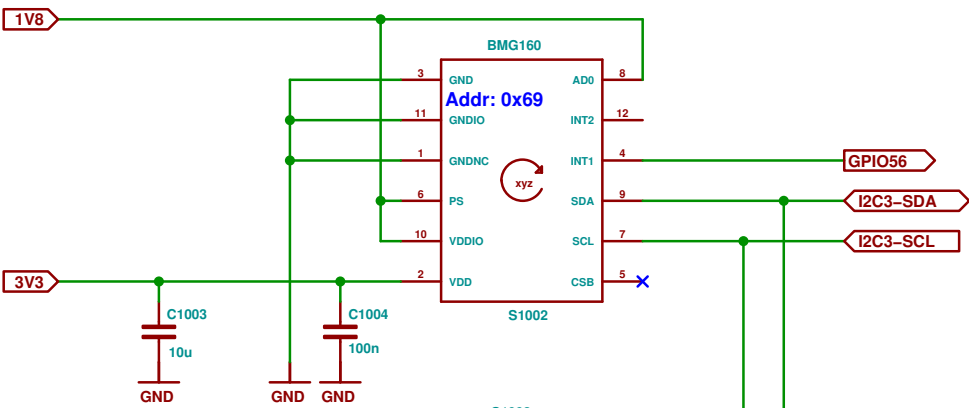 1V8
BMG160
3 GND AD0 8
Addr: 0x69
11 GNDIO INT2 12
1 GNDNC INT1 4 GPIO56
xyz
6 PS SDA 9 I2C3-SDA
10 VDDIO SCL 7 I2C3-SCL
3V3 2 VDD CSB 5
C1003 C1004 S1002
10u 100n
GND GND GND